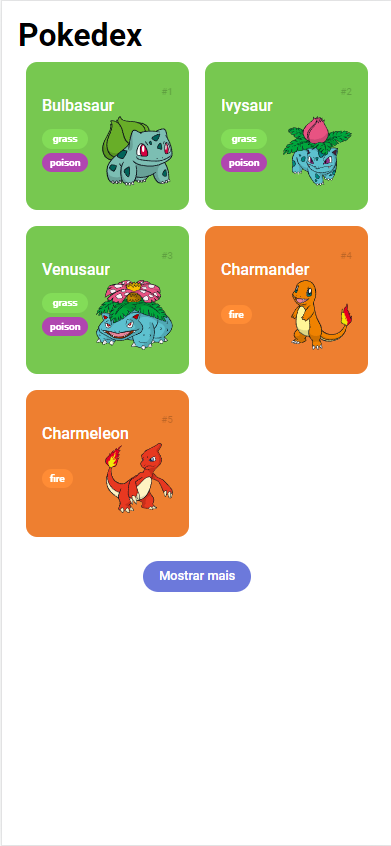 Pokedex
#1
Bulbasaur
grass
poison
#2
Ivysaur
grass
poison
#3
Venusaur
grass
poison
#4
Charmander
fire
#5
Charmeleon
fire
Mostrar mais